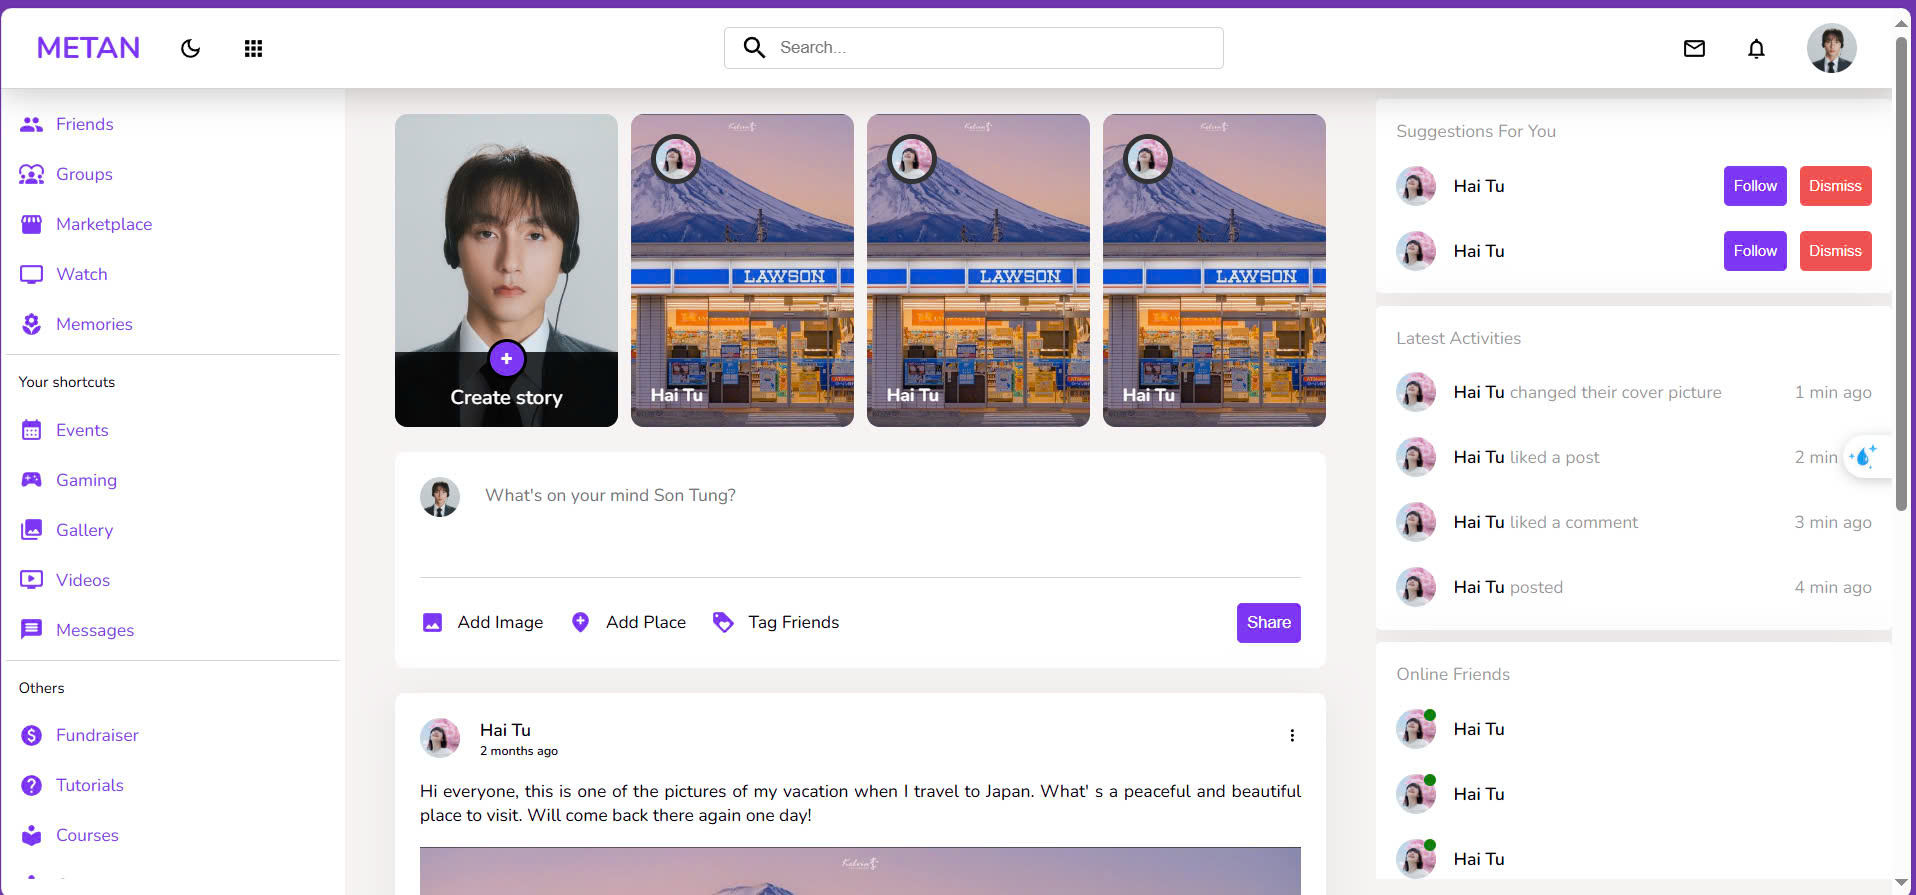 METAN
Search...
Friends
Groups
Marketplace
Watch
Memories
Your shortcuts
Events
Gaming
Gallery
Videos
Messages
Others
Fundraiser
Tutorials
Courses
Create story
LAWSON
Hai Tu
LAWSON
Hai Tu
LAWSON
Hai Tu
What's on your mind Son Tung?
Add Image
Add Place
Tag Friends
Share
Hai Tu
2 months ago
Hi everyone, this is one of the pictures of my vacation when I travel to Japan. What' s a peaceful and beautiful
place to visit. Will come back there again one day!
Suggestions For You
Hai Tu Follow Dismiss
Hai Tu Follow Dismiss
Latest Activities
Hai Tu changed their cover picture 1 min ago
Hai Tu liked a post 2 min
Hai Tu liked a comment 3 min ago
Hai Tu posted 4 min ago
Online Friends
Hai Tu
Hai Tu
Hai Tu